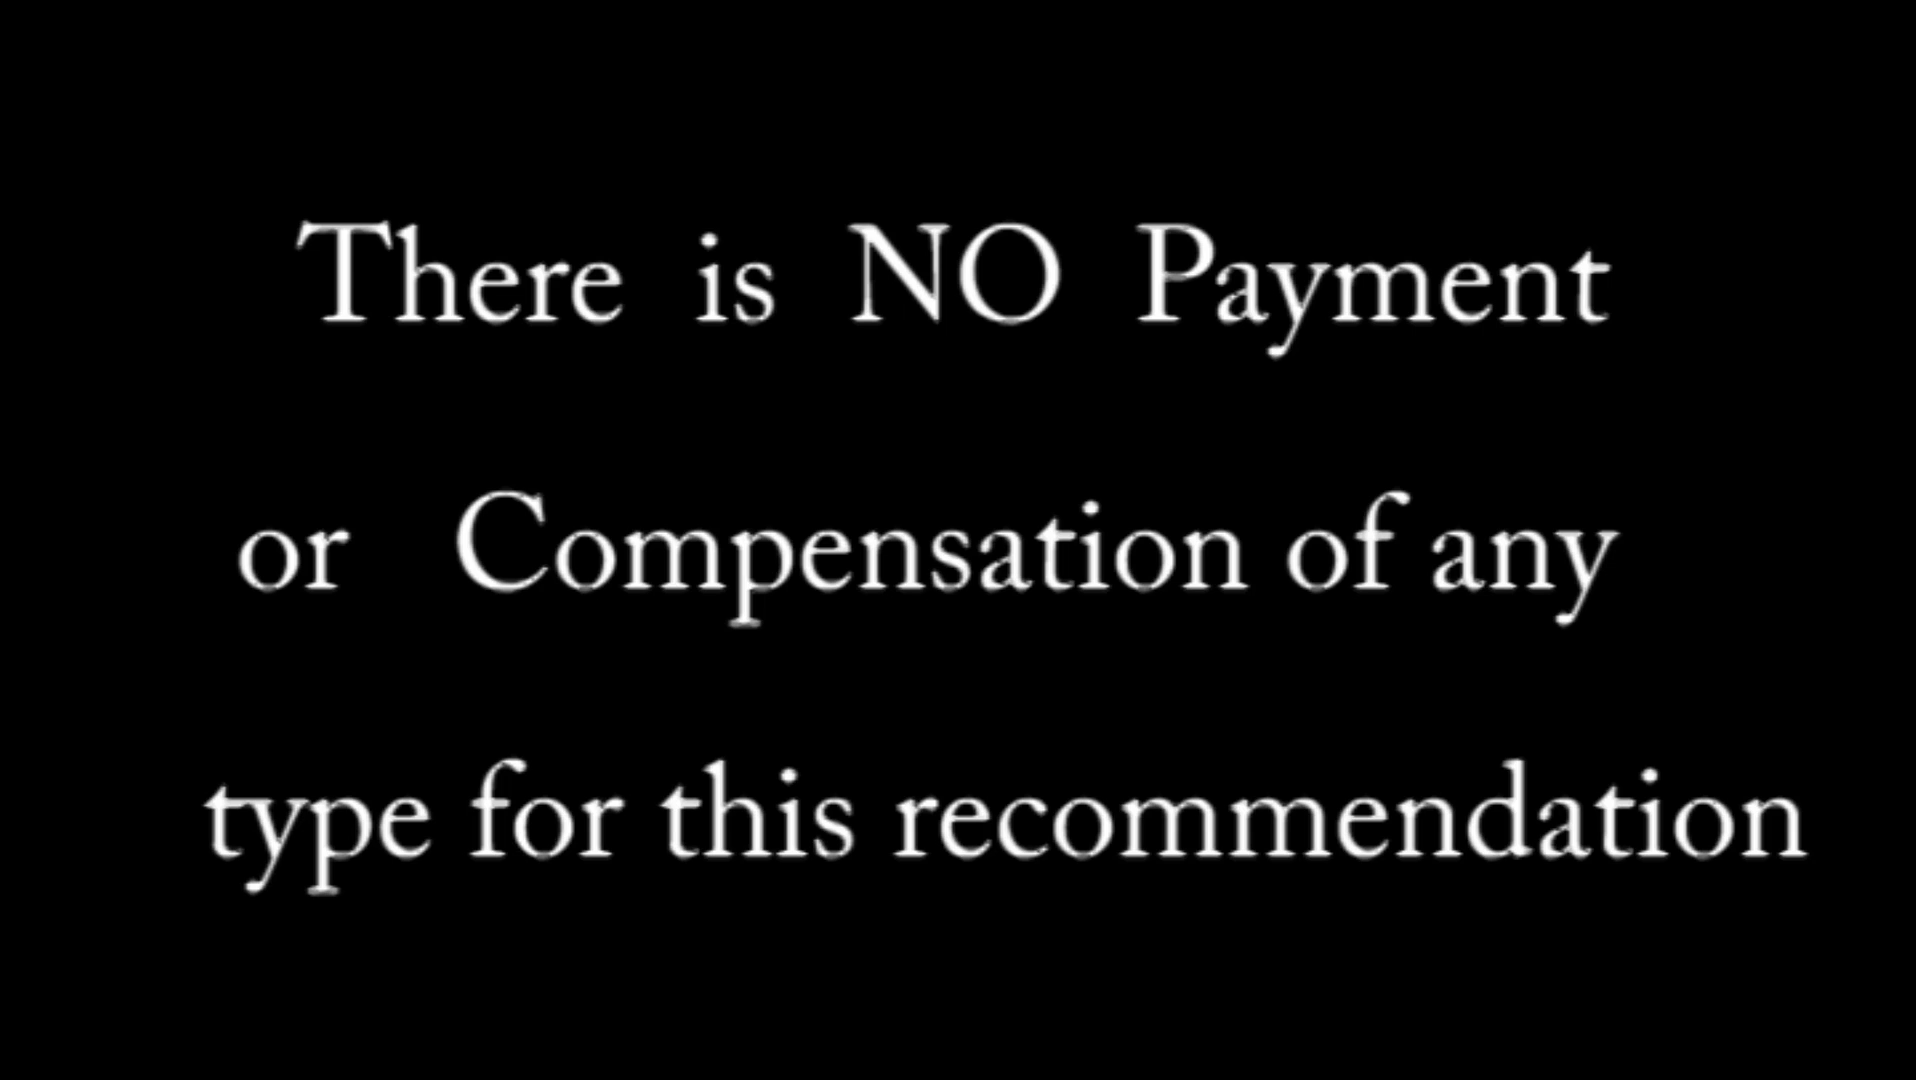 There is NO Payment
or Compensation of any
type for this recommendation